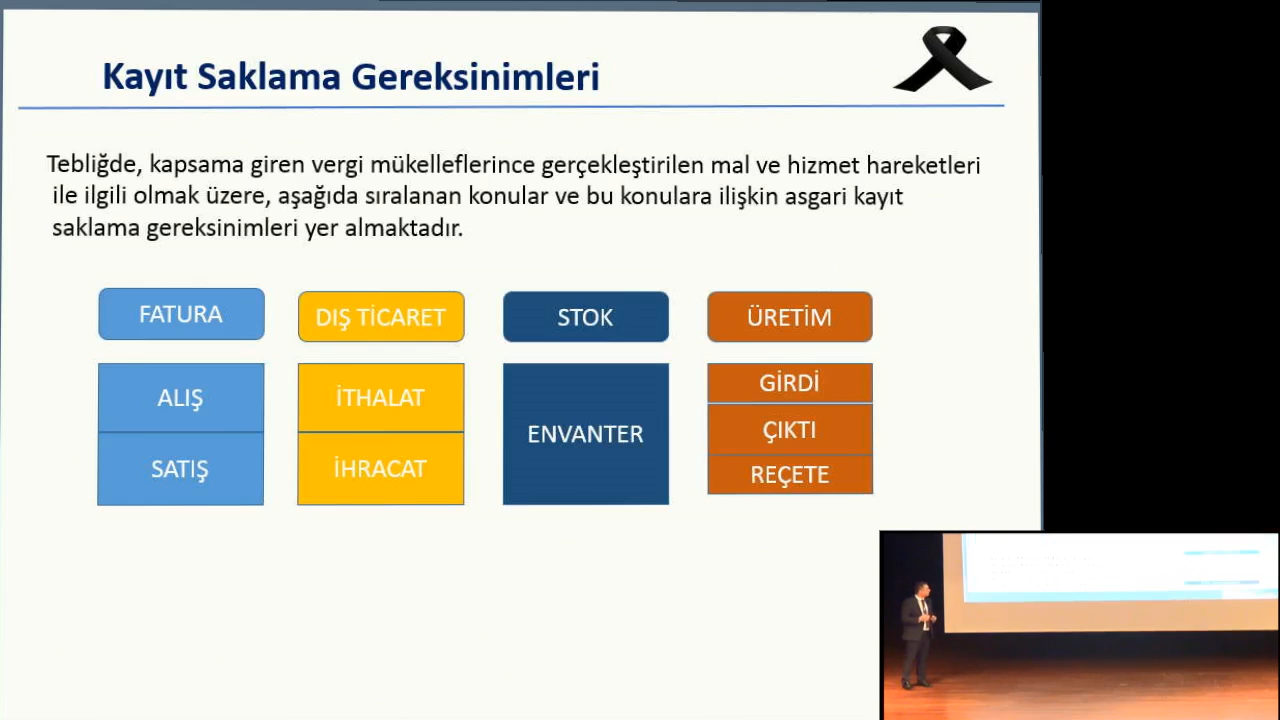 Kayıt Saklama Gereksinimleri
Tebliğde, kapsama giren vergi mükelleflerince gerçekleştirilen mal ve hizmet hareketleri
ile ilgili olmak üzere, aşağıda sıralanan konular ve bu konulara ilişkin asgari kayıt
saklama gereksinimleri yer almaktadır.
FATURA
ALIŞ
SATIŞ
DIŞ TİCARET
İTHALAT
İHRACAT
STOK
ENVANTER
ÜRETİM
GİRDİ
ÇIKTI
REÇETE